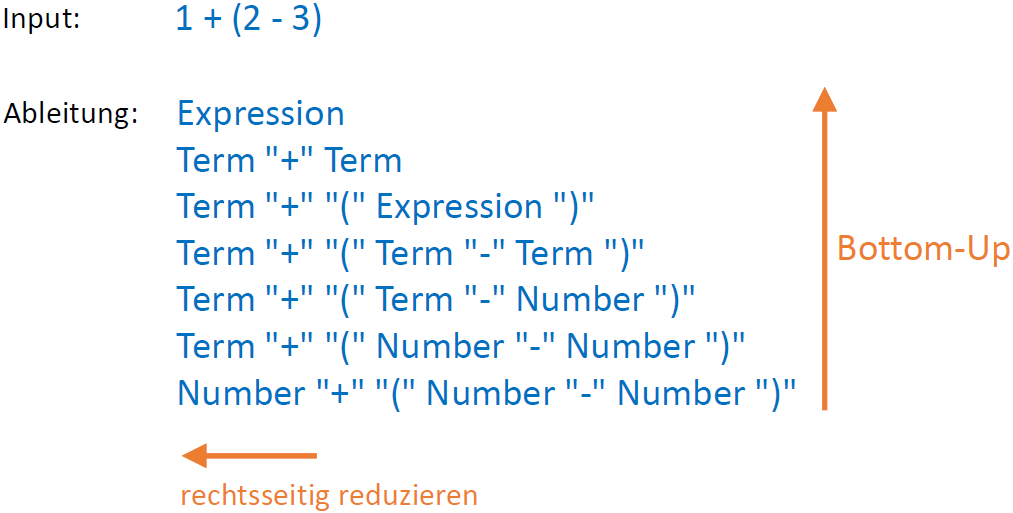 Input: 1 + (2 - 3)
Ableitung: Expression
Term "+" Term
Term "+" "(" Expression ")"
Term "+" "(" Term "-" Term ")"
Bottom-Up
Term "+" "(" Term "-" Number ")"
Term "+" "(" Number "-" Number ")"
Number "+" "(" Number "-" Number ")"
rechtsseitig reduzieren